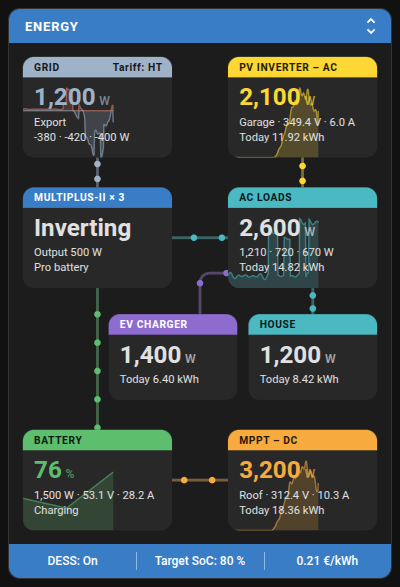 ENERGY
GRID Tariff: HT
1,200 W
Export
-380 · -420 · -400 W
PV INVERTER – AC
2,100
Garage · 349.4 V · 6.0 A
Today 11.92 kWh
MULTIPLUS-II × 3
Inverting
Output 500 W
Pro battery
AC LOADS
2,600 W
1,210 · 720 · 670 W
Today 14.82 kWh
EV CHARGER
1,400 W
Today 6.40 kWh
HOUSE
1,200 W
Today 8.42 kWh
BATTERY
76 %
1,500 W · 53.1 V · 28.2 A
Charging
MPPT – DC
3,200 W
Roof · 312.4 V · 10.3 A
Today 18.36 kWh
DESS: On
Target SoC: 80 %
0.21 €/kWh